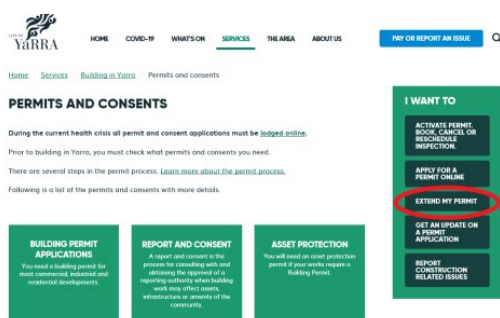 CITY OF
YARRA
HOME COVID-19 WHAT'S ON SERVICES THE AREA ABOUT US PAY OR REPORT AN ISSUE
Home Services Building in Yarra Permits and consents
PERMITS AND CONSENTS
During the current health crisis all permit and consent applications must be lodged online.
Prior to building in Yarra, you must check what permits and consents you need.
There are several steps in the permit process. Learn more about the permit process.
Following is a list of the permits and consents with more details.
I WANT TO
ACTIVATE PERMIT.
BOOK, CANCEL OR
RESCHEDULE
INSPECTION.
APPLY FOR A
PERMIT ONLINE
EXTEND MY PERMIT
GET AN UPDATE ON
A PERMIT
APPLICATION
REPORT
CONSTRUCTION
RELATED ISSUES
BUILDING PERMIT
APPLICATIONS
You need a building permit for
most commercial, industrial and
residential developments.
REPORT AND CONSENT
A report and consent is the
process for consulting with and
obtaining the approval of a
reporting authority when building
work may affect assets,
infrastructure or amenity of the
community.
ASSET PROTECTION
You will need an asset protection
permit if your works require a
Building Permit.